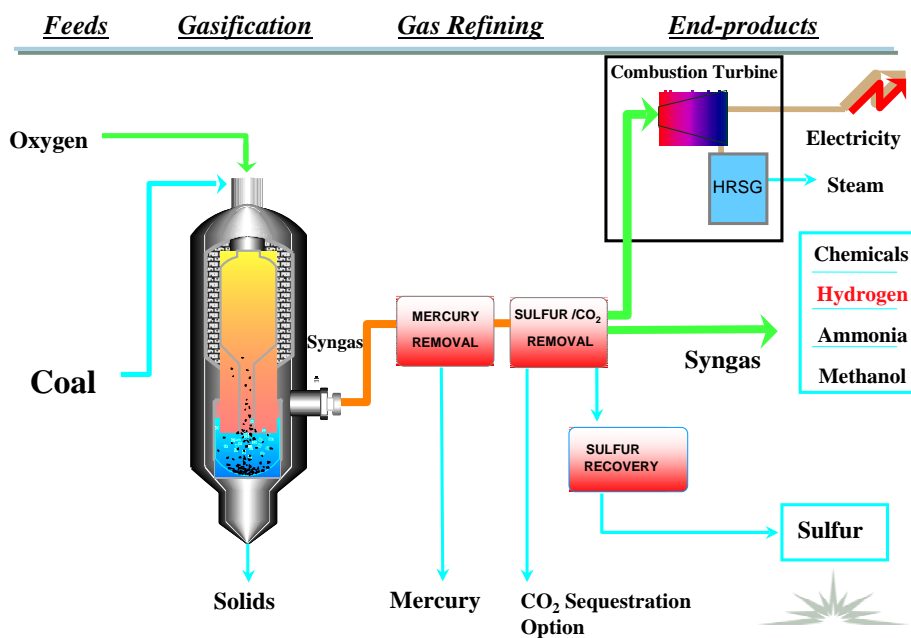 Feeds
Gasification
Gas Refining
End-products
Combustion Turbine
Oxygen
Electricity
HRSG
Steam
Coal
Syngas
MERCURY
REMOVAL
SULFUR /CO₂
REMOVAL
Syngas
Chemicals
Hydrogen
Ammonia
Methanol
SULFUR
RECOVERY
Sulfur
Solids
Mercury
CO₂ Sequestration
Option